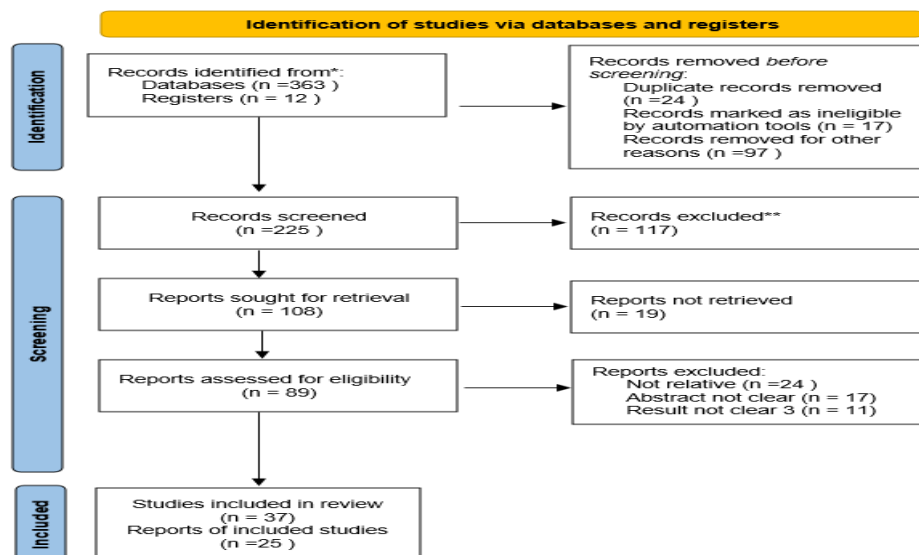 Identification of studies via databases and registers
Identification
Records identified from*:
Databases (n =363 )
Registers (n = 12 )
Records removed before
screening:
Duplicate records removed
(n =24 )
Records marked as ineligible
by automation tools (n = 17)
Records removed for other
reasons (n =97 )
Screening
Records screened
(n =225 )
Records excluded**
(n = 117)
Reports sought for retrieval
(n = 108)
Reports not retrieved
(n = 19)
Reports assessed for eligibility
(n = 89)
Reports excluded:
Not relative (n =24 )
Abstract not clear (n = 17)
Result not clear 3 (n = 11)
Included
Studies included in review
(n = 37)
Reports of included studies
(n =25 )